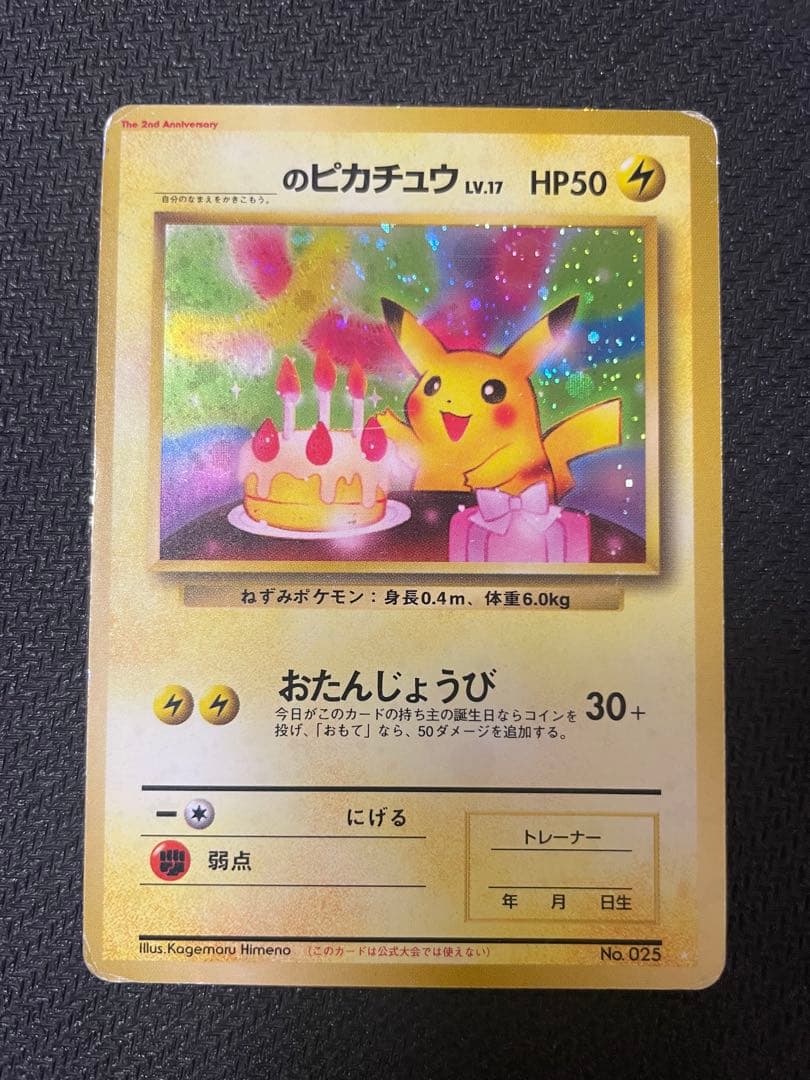 The 2nd Anniversary
のピカチュウ LV.17 HP50
自分のなまえをかきこもう。
ねずみポケモン：身長0.4m、体重6.0kg
おたんじょうび 30+
今日がこのカードの持ち主の誕生日ならコインを
投げ、「おもて」なら、50ダメージを追加する。
にげる
弱点
トレーナー
年 月 日生
Illus.Kagemaru Himeno （このカードは公式大会では使えない） No. 025